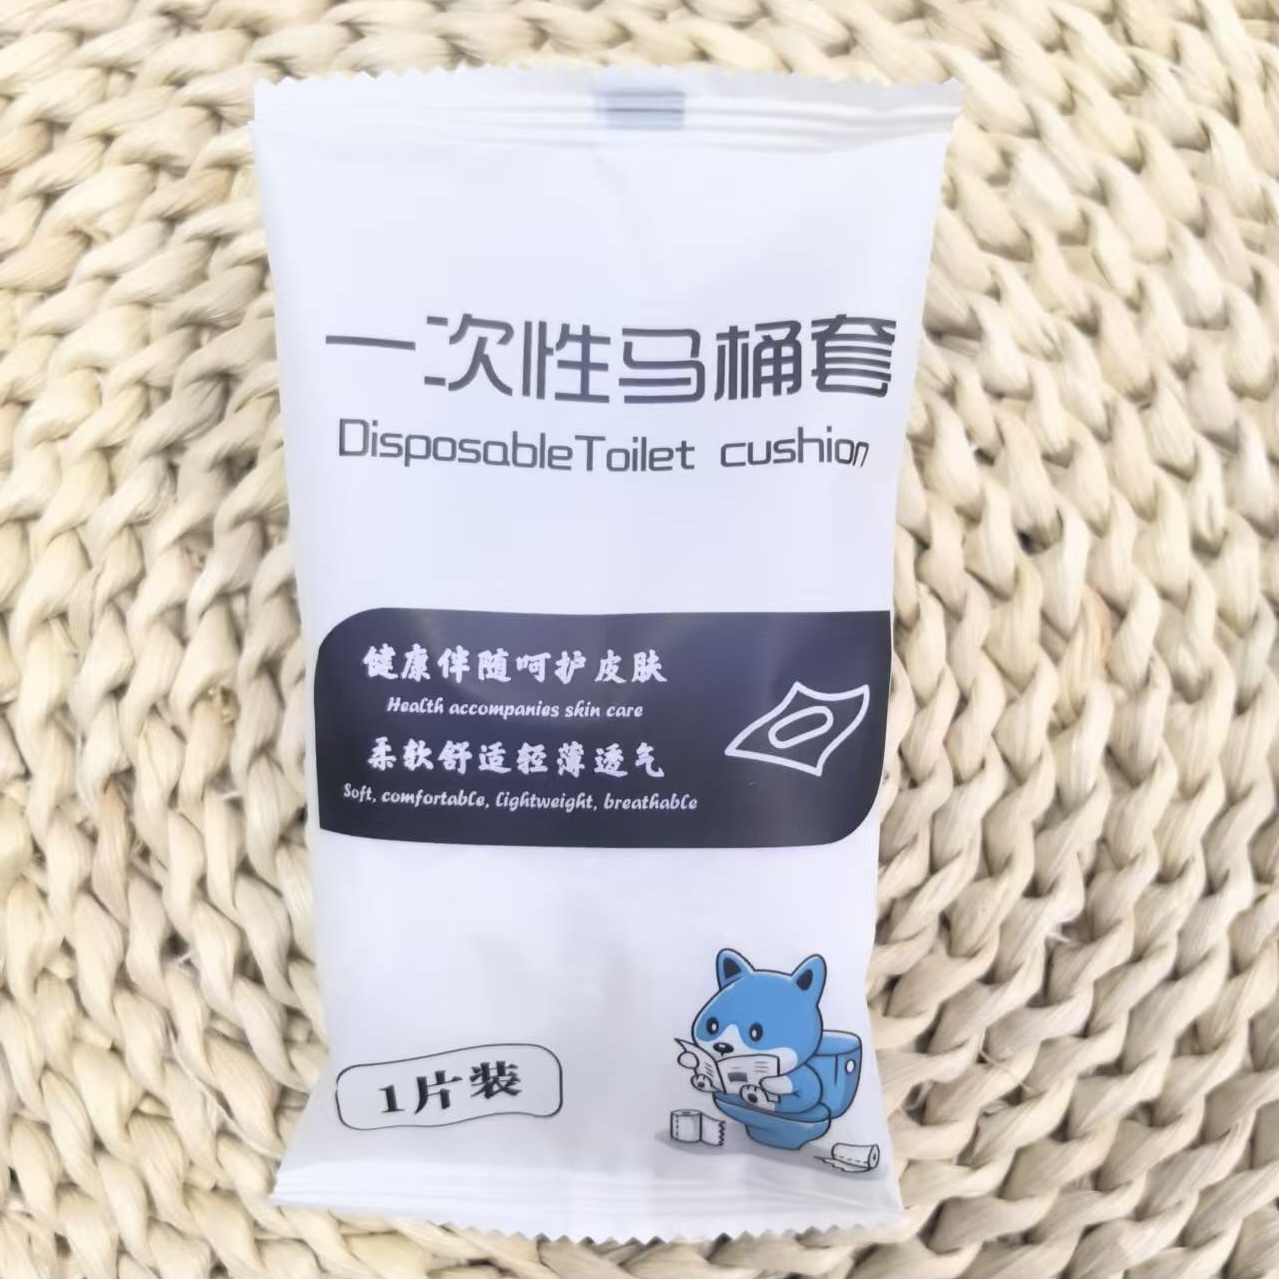 一次性马桶套
DisposableToilet cushion
健康伴随呵护皮肤
Health accompanies skin care
柔软舒适轻薄透气
Soft, comfortable, lightweight, breathable
1片装